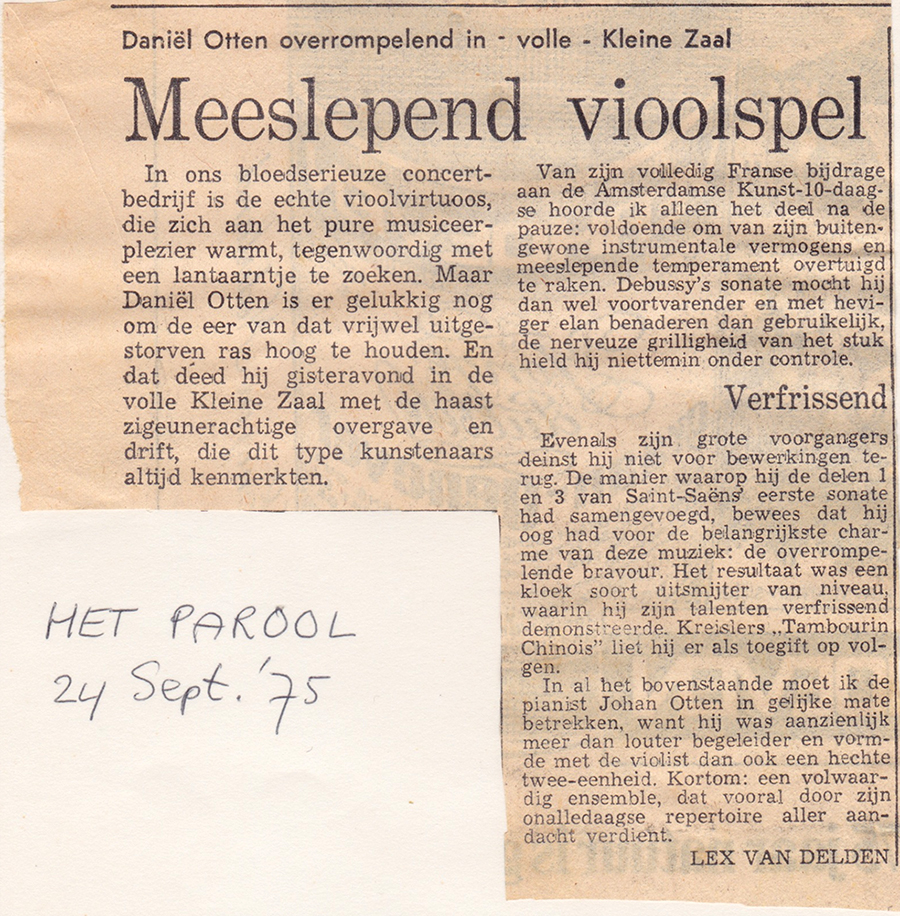 Daniël Otten overrompelend in - volle - Kleine Zaal
Meeslepend vioolspel
In ons bloedserieuze concert-
bedrijf is de echte vioolvirtuoos,
die zich aan het pure musiceer-
plezier warmt, tegenwoordig met
een lantaarntje te zoeken. Maar
Daniël Otten is er gelukkig nog
om de eer van dat vrijwel uitge-
storven ras hoog te houden. En
dat deed hij gisteravond in de
volle Kleine Zaal met de haast
zigeunerachtige overgave en
drift, die dit type kunstenaars
altijd kenmerkten.
Van zijn volledig Franse bijdrage
aan de Amsterdamse Kunst-10-daag-
se hoorde ik alleen het deel na de
pauze: voldoende om van zijn buiten-
gewone instrumentale vermogens en
meeslepende temperament overtuigd
te raken. Debussy's sonate mocht hij
dan wel voortvarender en met hevi-
ger elan benaderen dan gebruikelijk,
de nerveuze grilligheid van het stuk
hield hij niettemin onder controle.
Verfrissend
Evenals zijn grote voorgangers
deinst hij niet voor bewerkingen te-
rug. De manier waarop hij de delen 1
en 3 van Saint-Saëns' eerste sonate
had samengevoegd, bewees dat hij
oog had voor de belangrijkste char-
me van deze muziek: de overrompe-
lende bravour. Het resultaat was een
kloek soort uitsmijter van niveau,
waarin hij zijn talenten verfrissend
demonstreerde. Kreislers „Tambourin
Chinois” liet hij er als toegift op vol-
gen.
In al het bovenstaande moet ik de
pianist Johan Otten in gelijke mate
betrekken, want hij was aanzienlijk
meer dan louter begeleider en vorm-
de met de violist dan ook een hechte
twee-eenheid. Kortom: een volwaar-
dig ensemble, dat vooral door zijn
onalledaagse repertoire aller aan-
dacht verdient.
LEX VAN DELDEN
HET PAROOL
24 Sept. '75